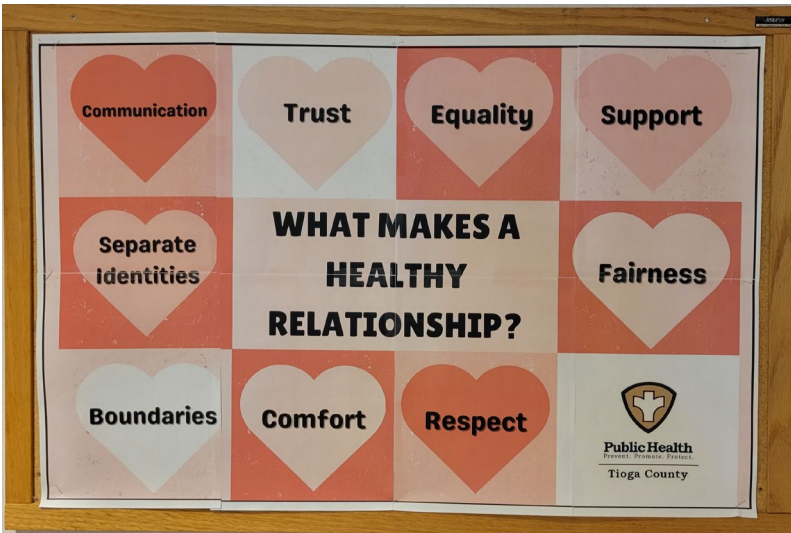 Communication
Trust
Equality
Support
Separate
Identities
WHAT MAKES A
HEALTHY
RELATIONSHIP?
Fairness
Boundaries
Comfort
Respect
Public Health
Prevent. Promote. Protect.
Tioga County